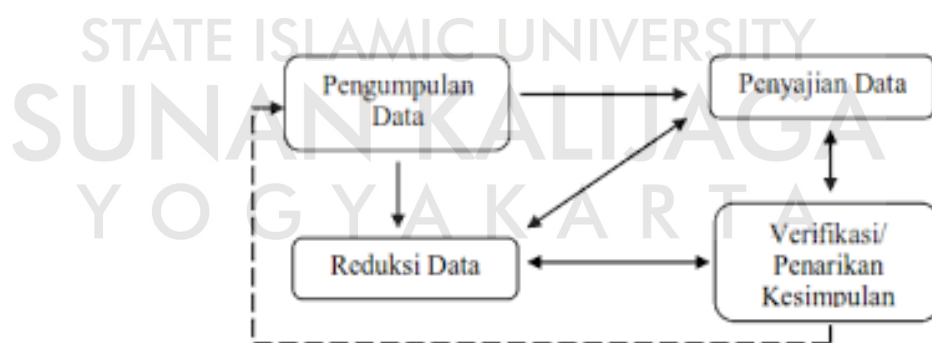 STATE ISLAMIC UNIVERSITY
SUNAN KALIJAGA
YOGYAKARTA
Pengumpulan
Data
Penyajian Data
Reduksi Data
Verifikasi/
Penarikan
Kesimpulan